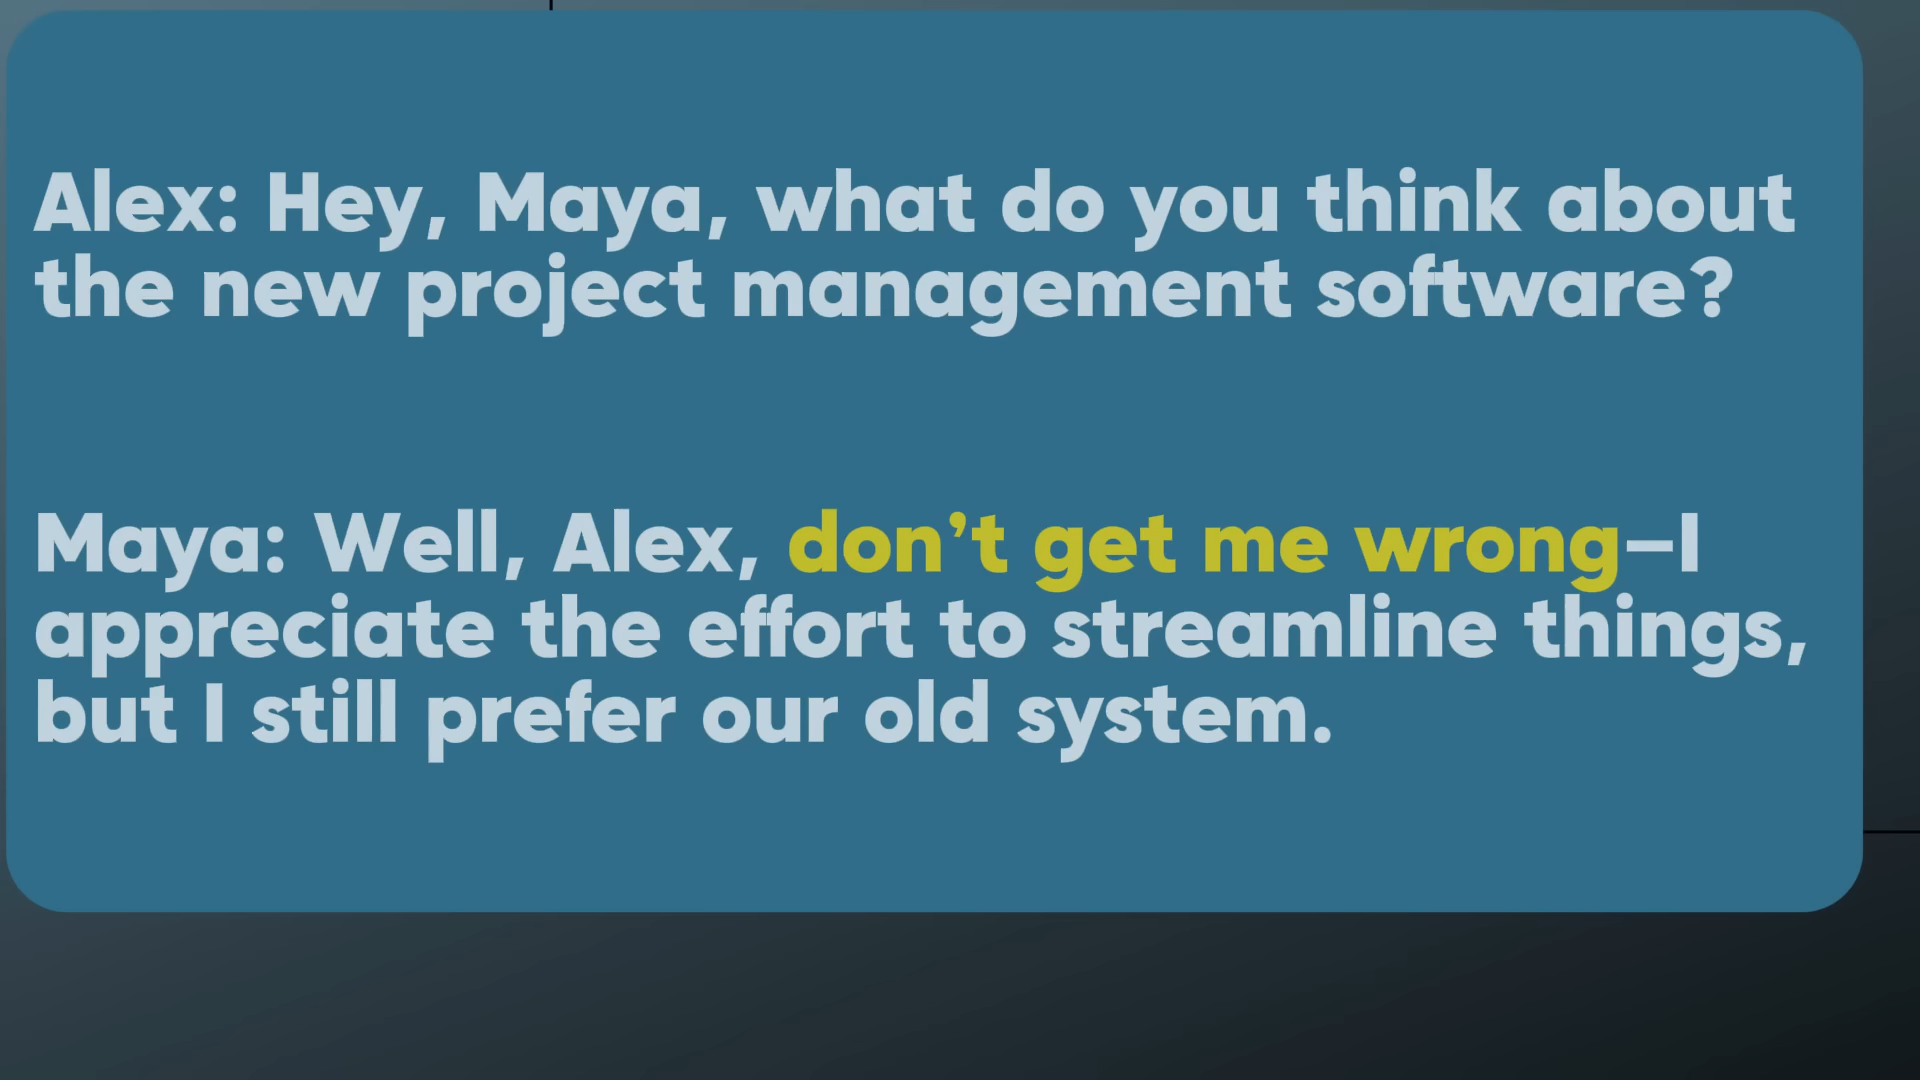 Alex: Hey, Maya, what do you think about
the new project management software?
Maya: Well, Alex, don’t get me wrong—I
appreciate the effort to streamline things,
but I still prefer our old system.